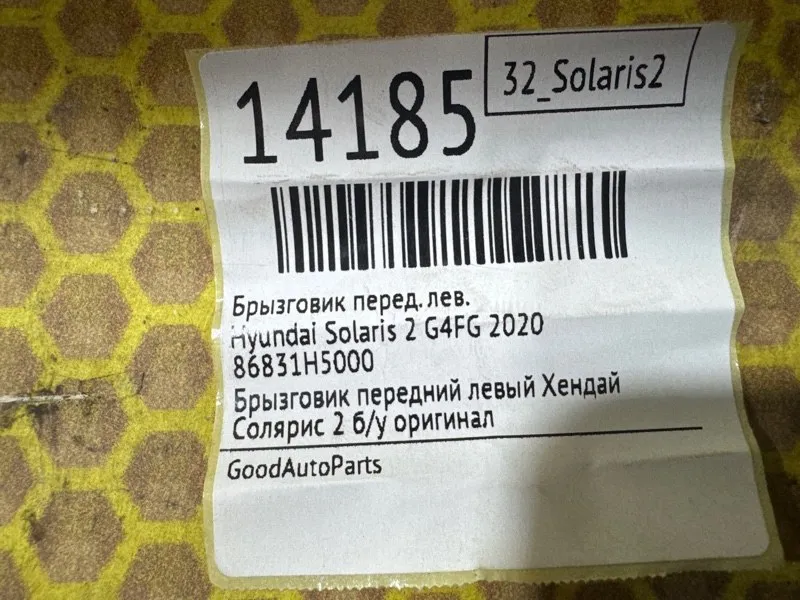 32_Solaris2
14185
Брызговик перед. лев.
Hyundai Solaris 2 G4FG 2020
86831H5000
Брызговик передний левый Хендай
Солярис 2 б/у оригинал
GoodAutoParts